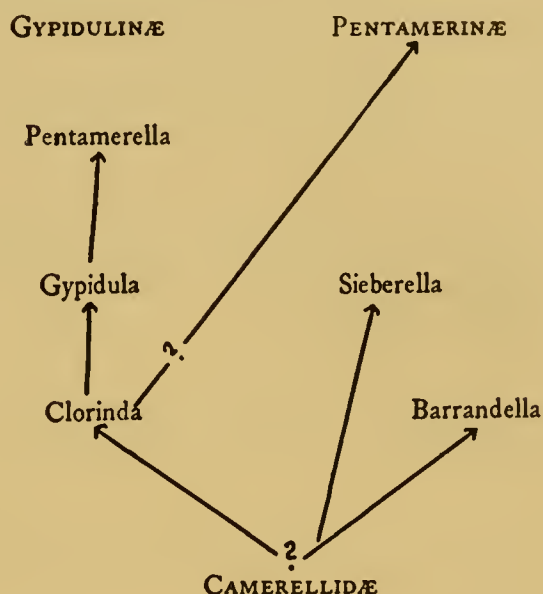 GYPIDULINÆ PENTAMERINÆ
Pentamerella
Gypidula Sieberella
?
Clorinda Barrandella
?
CAMERELLIDÆ